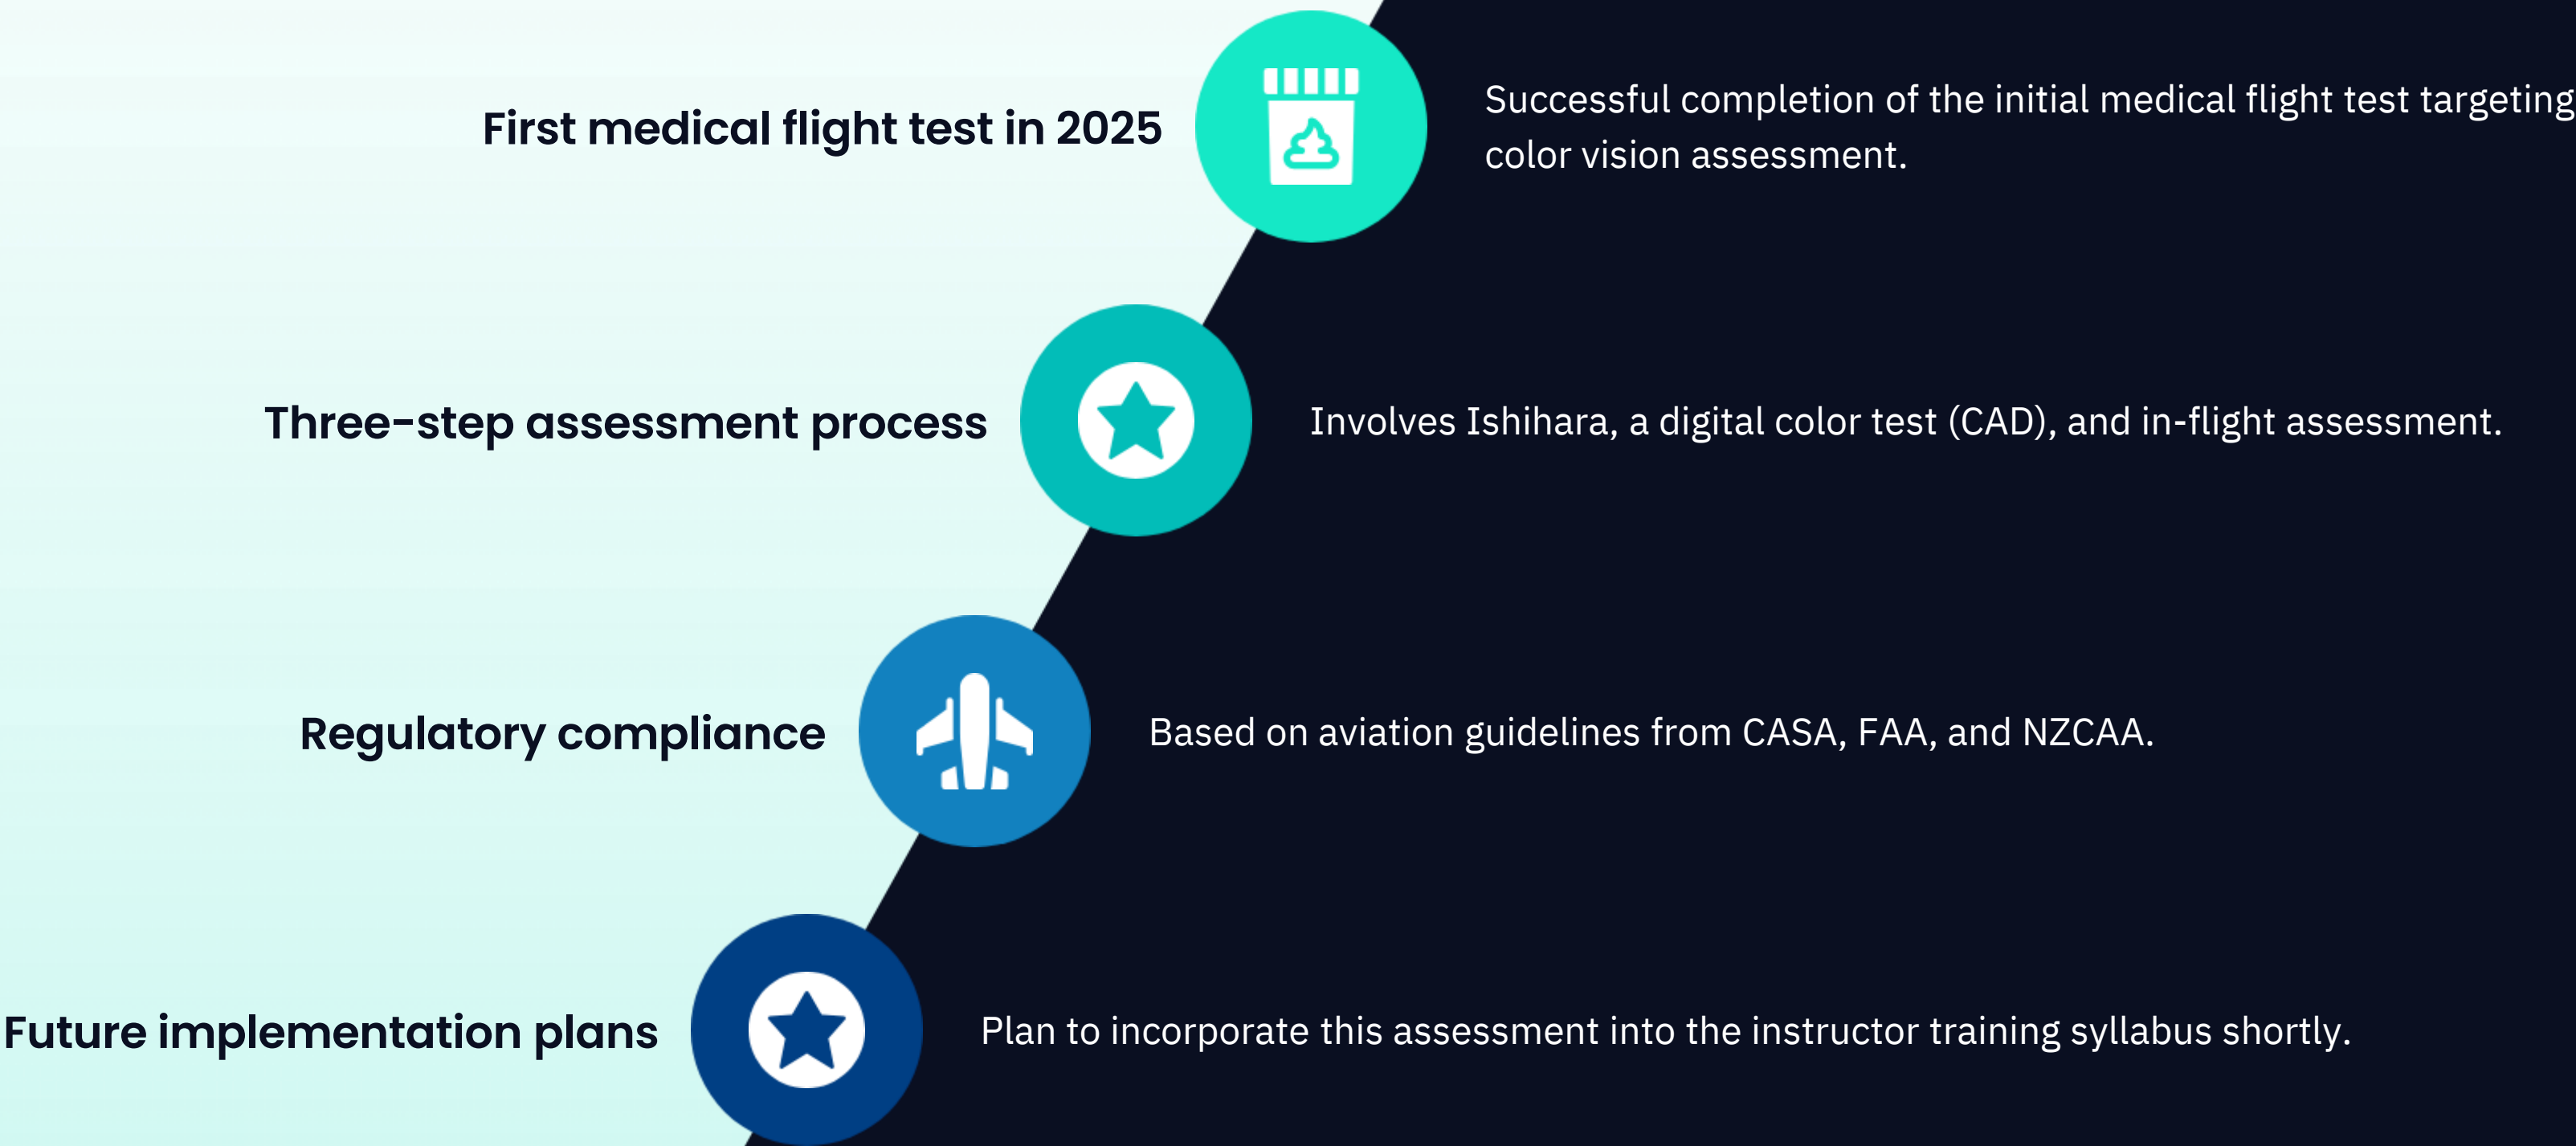 First medical flight test in 2025
Successful completion of the initial medical flight test targeting
color vision assessment.
Three-step assessment process
Involves Ishihara, a digital color test (CAD), and in-flight assessment.
Regulatory compliance
Based on aviation guidelines from CASA, FAA, and NZCAA.
Future implementation plans
Plan to incorporate this assessment into the instructor training syllabus shortly.